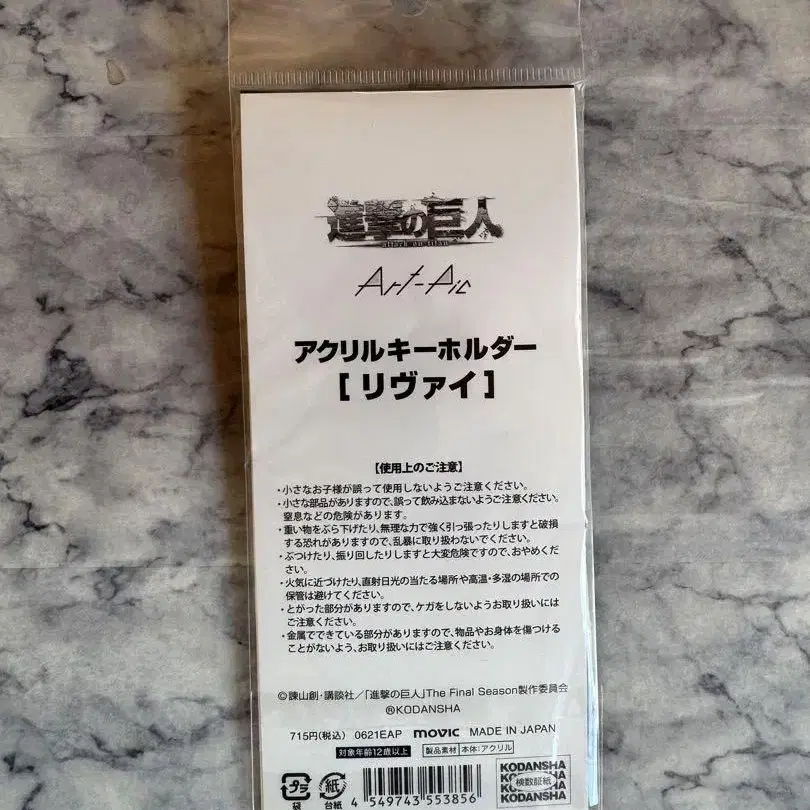 進撃の巨人
attack on titan
Art-Pic
アクリルキーホルダー
[ リヴァイ ]
【使用上のご注意】
・小さなお子様が誤って使用しないようご注意ください。
・小さな部品がありますので、誤って飲み込まないようご注意ください。
窒息などの危険があります。
・重い物をぶら下げたり、無理な力で強く引っ張ったりしますと破損
する恐れがありますので、乱暴に取り扱わないでください。
・ぶつけたり、振り回したりしますと大変危険ですので、おやめくだ
さい。
・火気に近づけたり、直射日光の当たる場所や高温・多湿の場所での
保管は避けてください。
・とがった部分がありますので、ケガをしないようお取り扱いには
ご注意ください。
・金属でできている部分がありますので、物品やお身体を傷つける
ことがないよう、お取り扱いにはご注意ください。
©諫山創・講談社/「進撃の巨人」The Final Season製作委員会
®KODANSHA
715円(税込) 0621EAP movic MADE IN JAPAN
対象年齢12歳以上 製品素材 本体:アクリル
プラ 袋
紙 台紙
4 549743 553856
KODANSHA
KODANSHA
検数証紙
KODANSHA